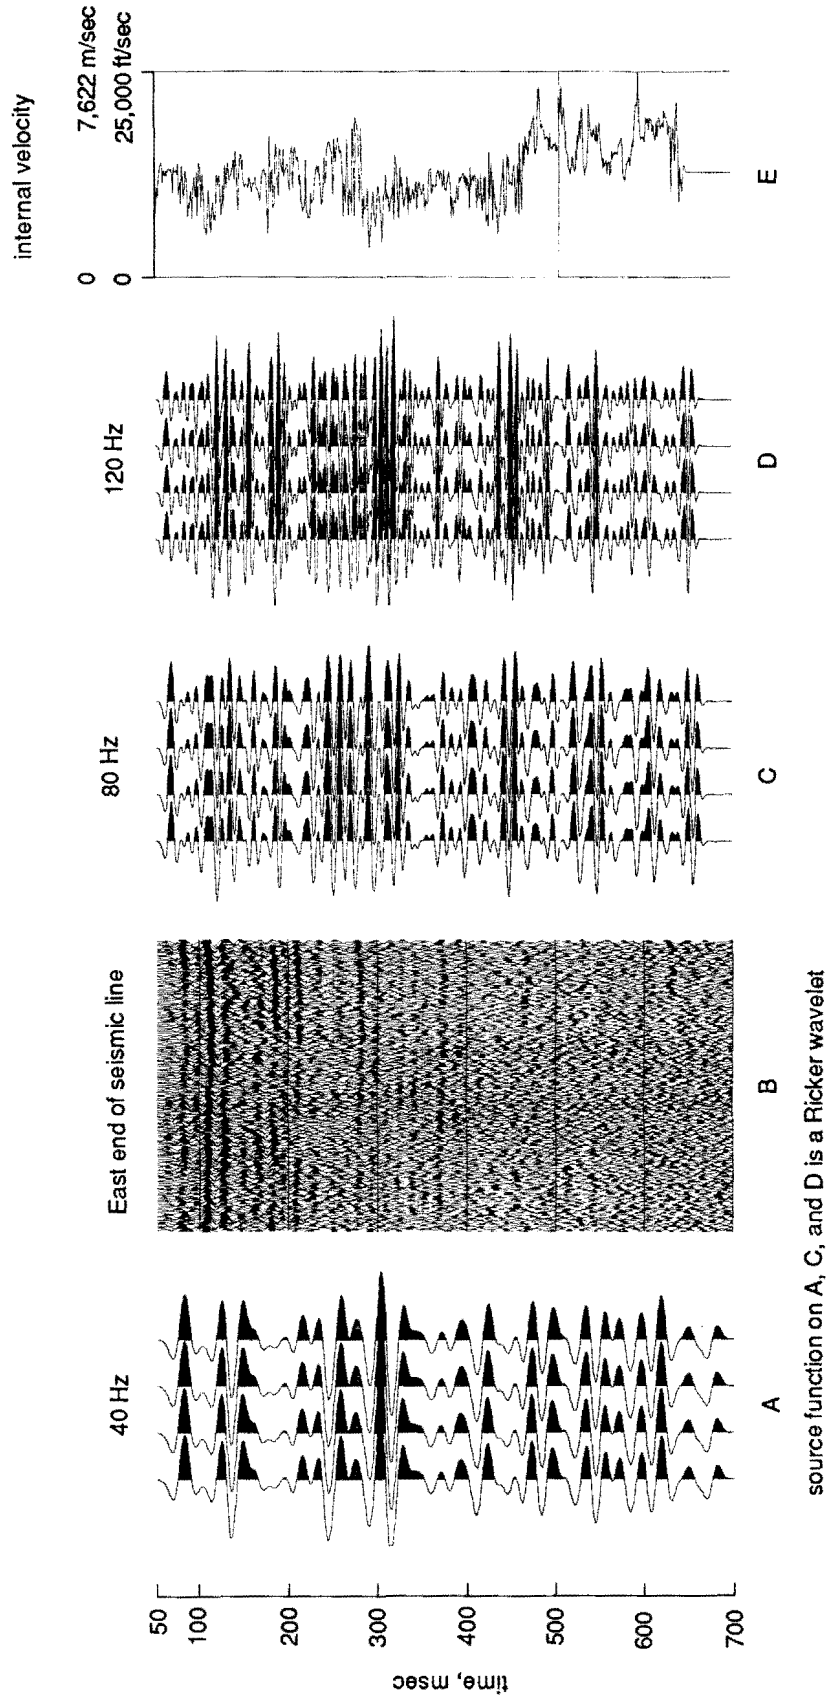 internal velocity
0 7,622 m/sec
0 25,000 ft/sec
40 Hz
East end of seismic line
80 Hz
120 Hz
50
100
200
300
400
500
600
700
time, msec
A
B
C
D
E
source function on A, C, and D is a Ricker wavelet